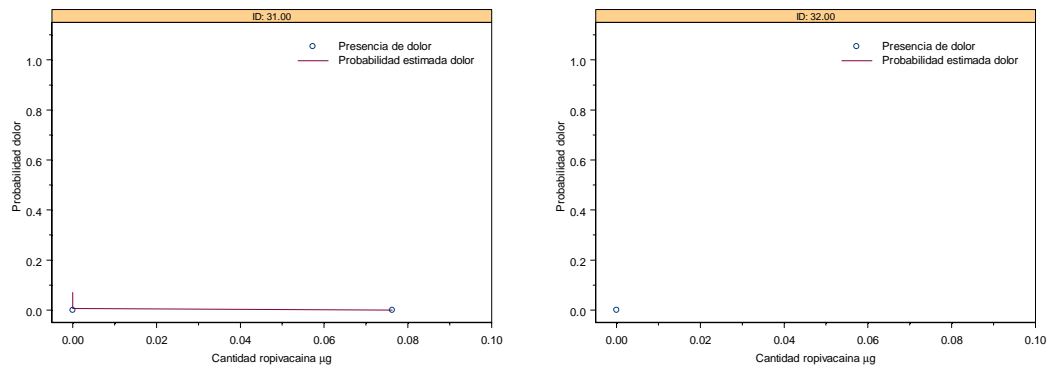 ID: 31.00
Presencia de dolor
Probabilidad estimada dolor
Probabilidad dolor
1.0
0.8
0.6
0.4
0.2
0.0
0.00 0.02 0.04 0.06 0.08 0.10
Cantidad ropivacaina µg
ID: 32.00
Presencia de dolor
Probabilidad estimada dolor
Probabilidad dolor
1.0
0.8
0.6
0.4
0.2
0.0
0.00 0.02 0.04 0.06 0.08 0.10
Cantidad ropivacaina µg